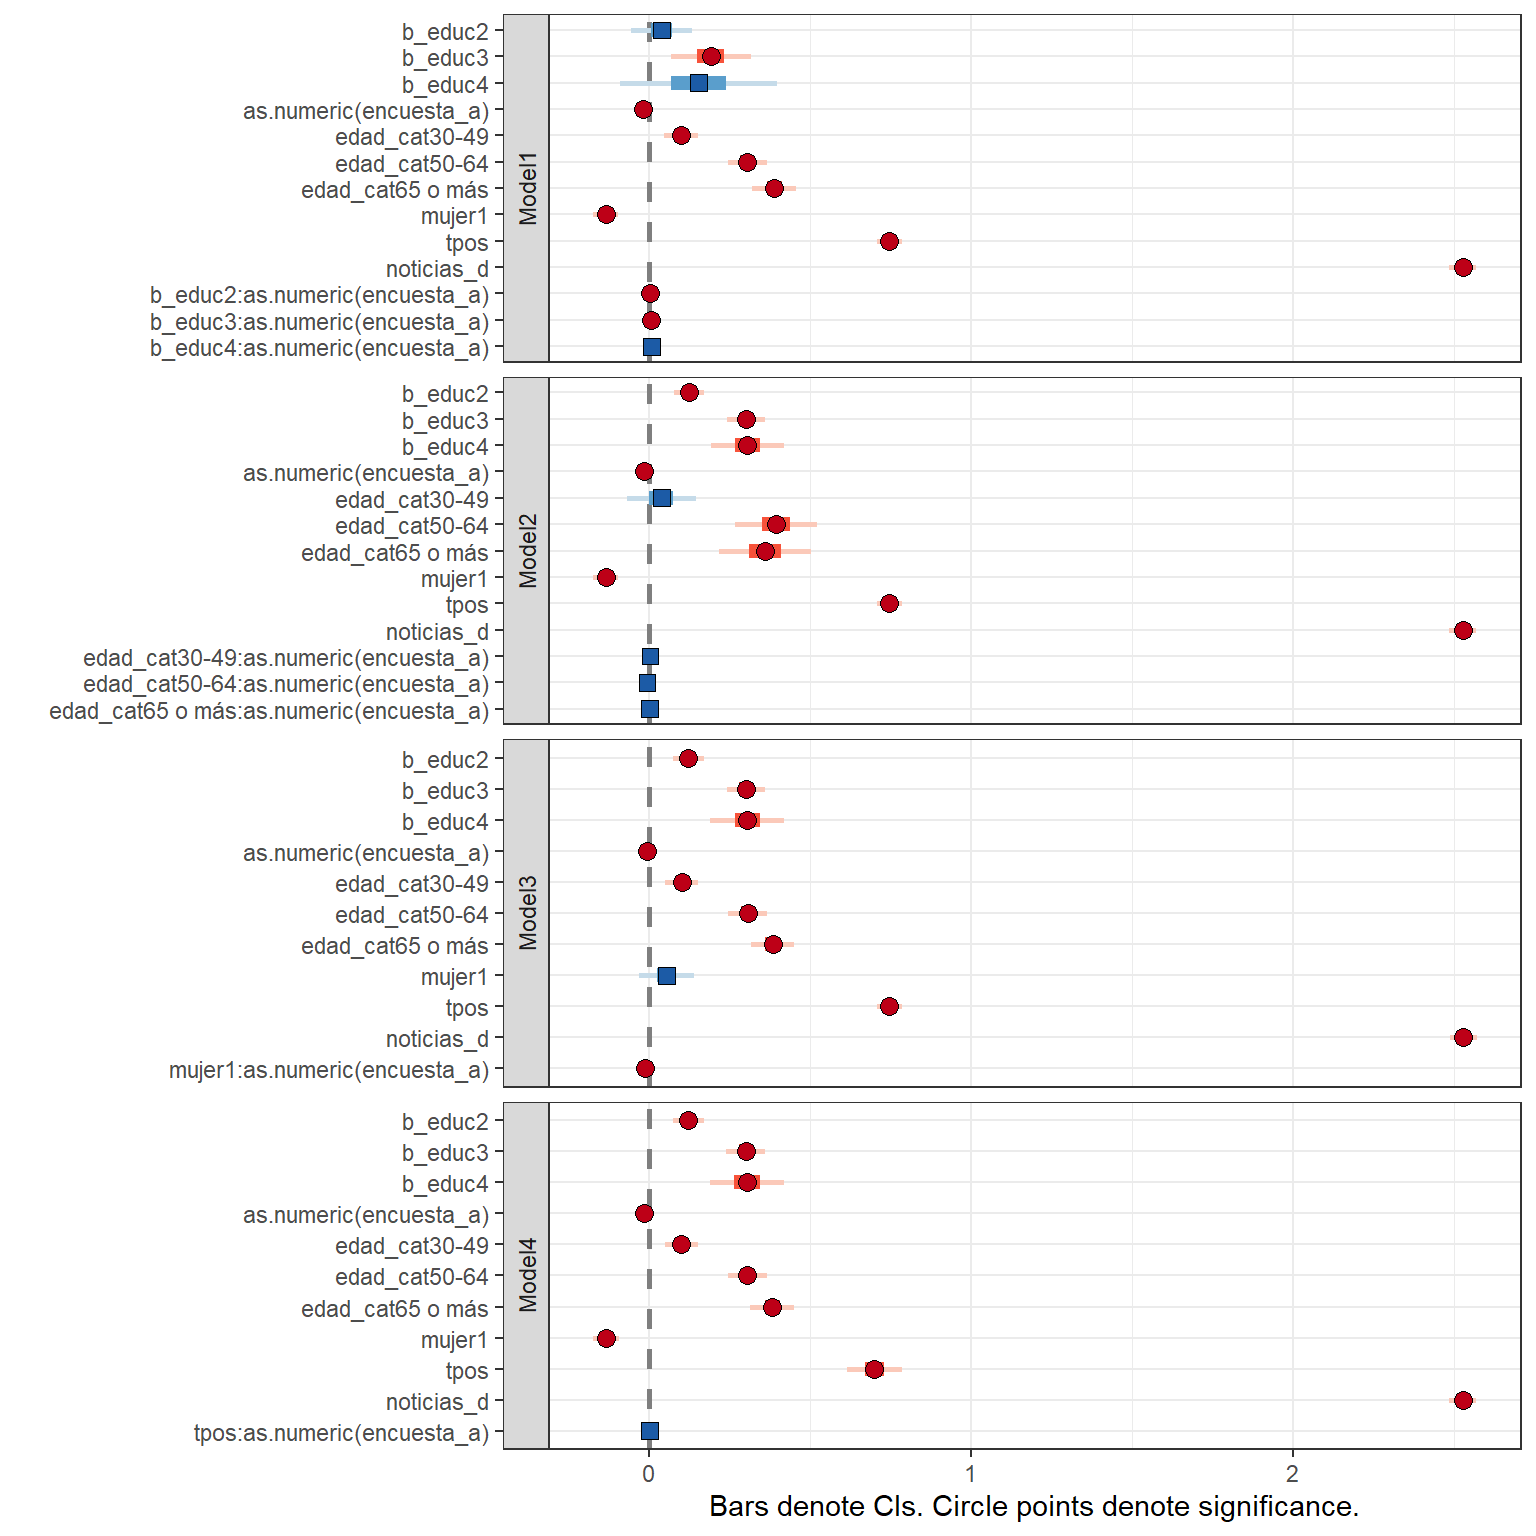 b_educ2
b_educ3
b_educ4
as.numeric(encuesta_a)
edad_cat30-49
edad_cat50-64
edad_cat65 o más
mujer1
tpos
noticias_d
b_educ2:as.numeric(encuesta_a)
b_educ3:as.numeric(encuesta_a)
b_educ4:as.numeric(encuesta_a)
Model1
b_educ2
b_educ3
b_educ4
as.numeric(encuesta_a)
edad_cat30-49
edad_cat50-64
edad_cat65 o más
mujer1
tpos
noticias_d
edad_cat30-49:as.numeric(encuesta_a)
edad_cat50-64:as.numeric(encuesta_a)
edad_cat65 o más:as.numeric(encuesta_a)
Model2
b_educ2
b_educ3
b_educ4
as.numeric(encuesta_a)
edad_cat30-49
edad_cat50-64
edad_cat65 o más
mujer1
tpos
noticias_d
mujer1:as.numeric(encuesta_a)
Model3
b_educ2
b_educ3
b_educ4
as.numeric(encuesta_a)
edad_cat30-49
edad_cat50-64
edad_cat65 o más
mujer1
tpos
noticias_d
tpos:as.numeric(encuesta_a)
Model4
0 1 2
Bars denote CIs. Circle points denote significance.